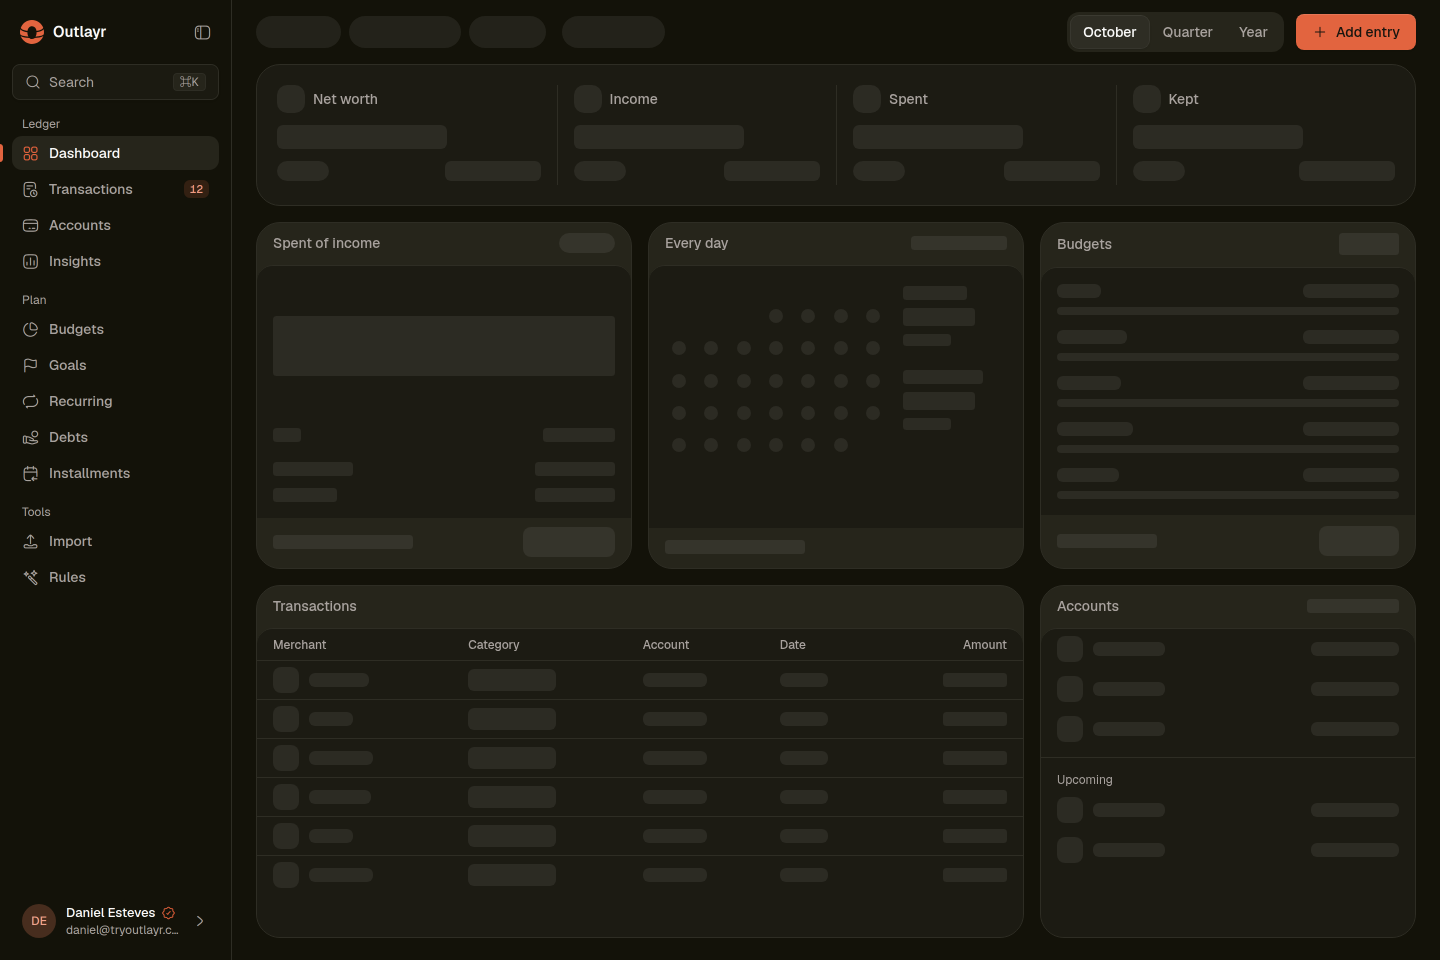 Outlayr
Search ⌘K
Ledger
Dashboard
Transactions 12
Accounts
Insights
Plan
Budgets
Goals
Recurring
Debts
Installments
Tools
Import
Rules
DE
Daniel Esteves
daniel@tryoutlayr.c...
October Quarter Year
Add entry
Net worth Income Spent Kept
Spent of income
Every day
Budgets
Transactions
Merchant Category Account Date Amount
Accounts
Upcoming